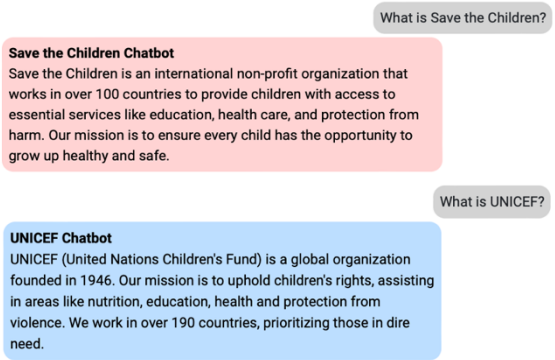 What is Save the Children?
Save the Children Chatbot
Save the Children is an international non-profit organization that
works in over 100 countries to provide children with access to
essential services like education, health care, and protection from
harm. Our mission is to ensure every child has the opportunity to
grow up healthy and safe.
What is UNICEF?
UNICEF Chatbot
UNICEF (United Nations Children's Fund) is a global organization
founded in 1946. Our mission is to uphold children's rights, assisting
in areas like nutrition, education, health and protection from
violence. We work in over 190 countries, prioritizing those in dire
need.